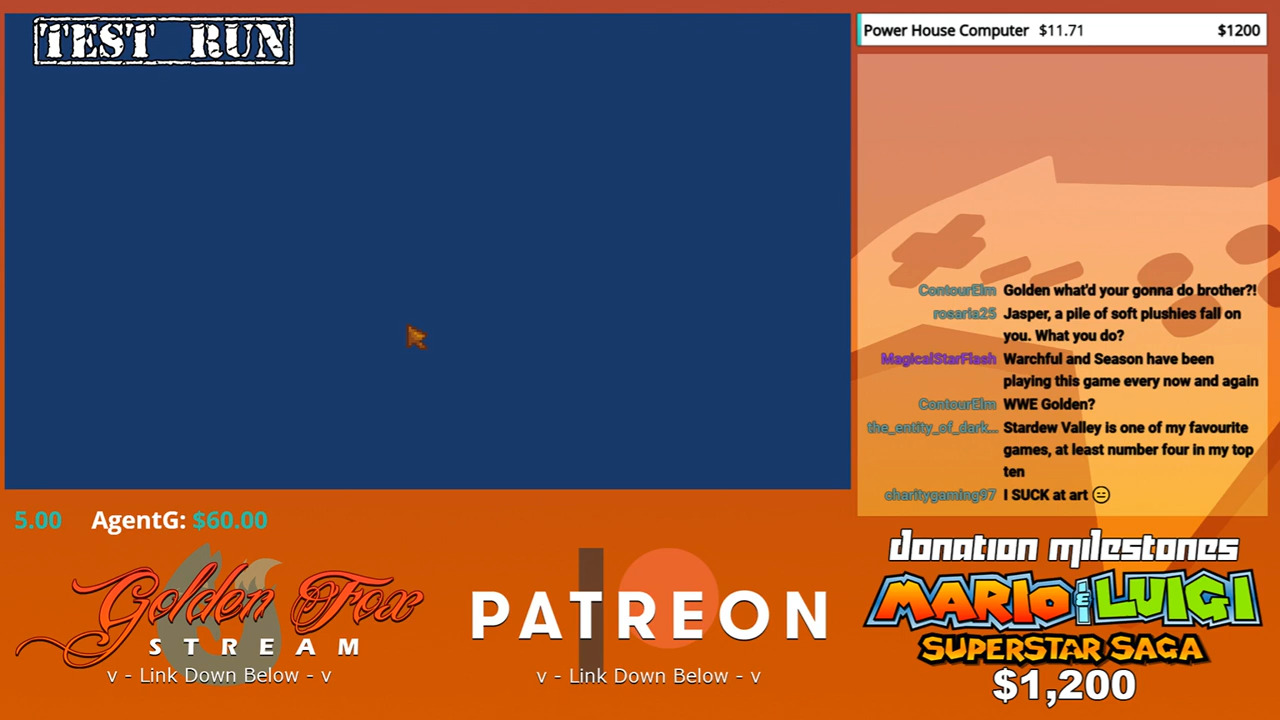 TEST RUN
Power House Computer $11.71 $1200
ContourElm Golden what'd your gonna do brother?!
rosaria25 Jasper, a pile of soft plushies fall on
you. What you do?
MagicalStarFlash Warchful and Season have been
playing this game every now and again
ContourElm WWE Golden?
the_entity_of_dark... Stardew Valley is one of my favourite
games, at least number four in my top
ten
charitygaming97 I SUCK at art 😑
5.00 AgentG: $60.00
Golden Fox
STREAM
v - Link Down Below - v
PATREON
v - Link Down Below - v
DONATION MILESTONES
MARIO & LUIGI
SUPERSTAR SAGA
$1,200